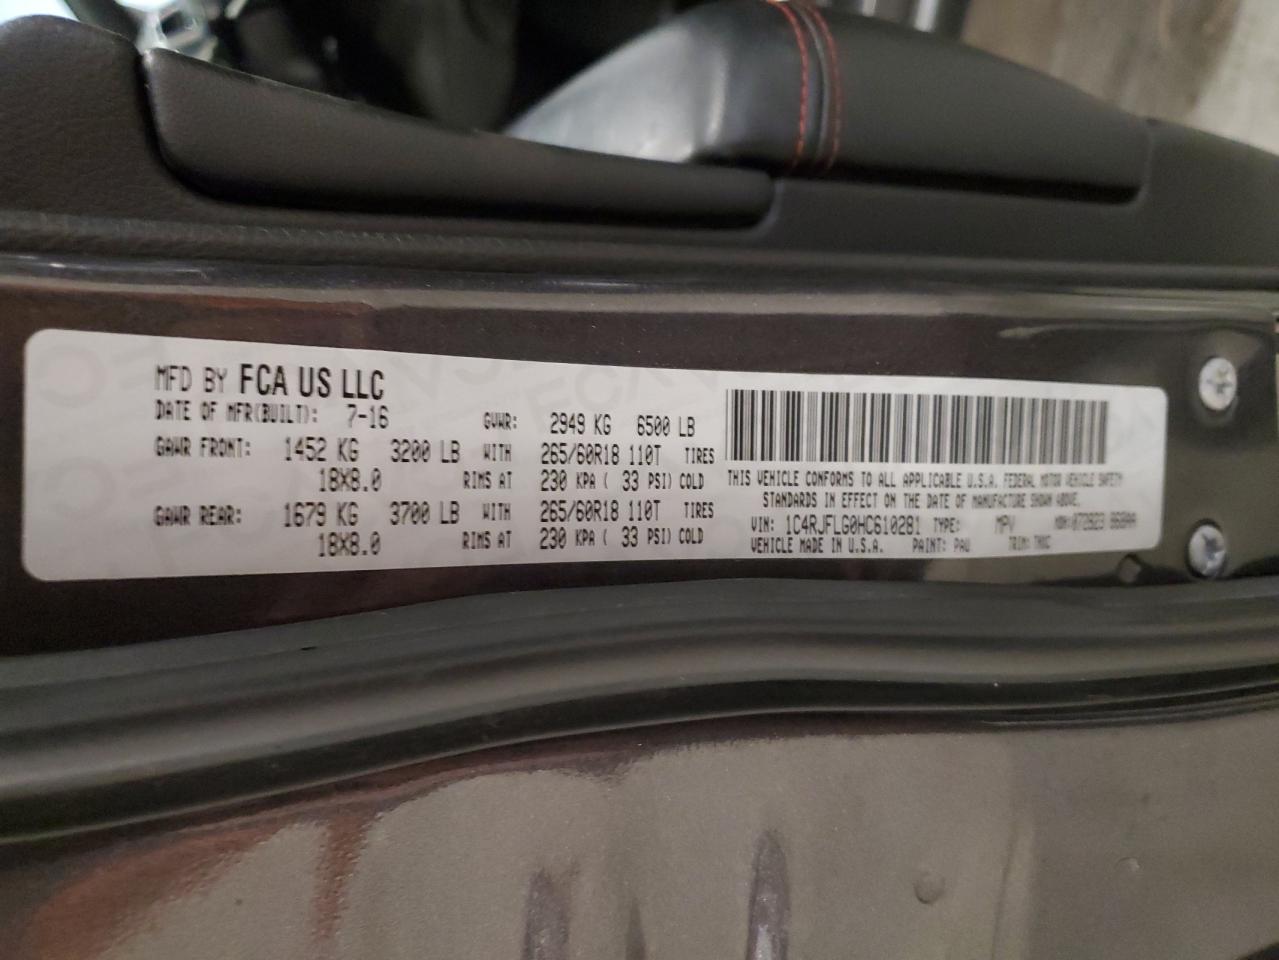 MFD BY FCA US LLC
DATE OF MFR(BUILT): 7-16 GVWR: 2949 KG 6500 LB
GAWR FRONT: 1452 KG 3200 LB WITH 265/60R18 110T TIRES
18X8.0 RIMS AT 230 KPA ( 33 PSI) COLD
GAWR REAR: 1679 KG 3700 LB WITH 265/60R18 110T TIRES
18X8.0 RIMS AT 230 KPA ( 33 PSI) COLD
THIS VEHICLE CONFORMS TO ALL APPLICABLE U.S.A. FEDERAL MOTOR VEHICLE SAFETY
STANDARDS IN EFFECT ON THE DATE OF MANUFACTURE SHOWN ABOVE.
VIN: 1C4RJFLG0HC610281 TYPE: MPV MDH:
VEHICLE MADE IN U.S.A. PAINT: PAU TRIM: